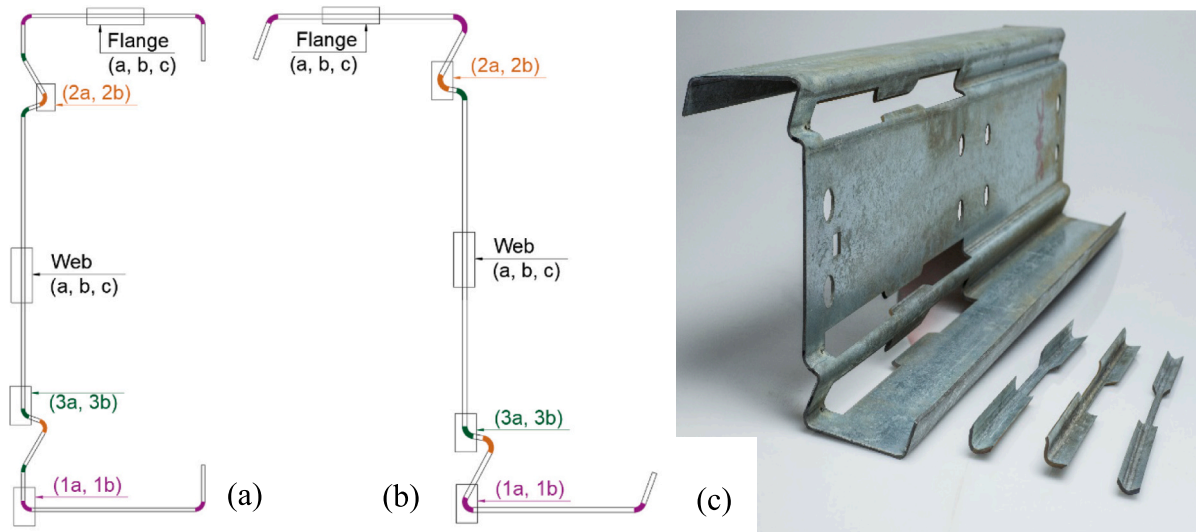 Flange
(a, b, c)
(2a, 2b)
Web
(a, b, c)
(3a, 3b)
(1a, 1b)
(a)
Flange
(a, b, c)
(2a, 2b)
Web
(a, b, c)
(3a, 3b)
(1a, 1b)
(b)
(c)